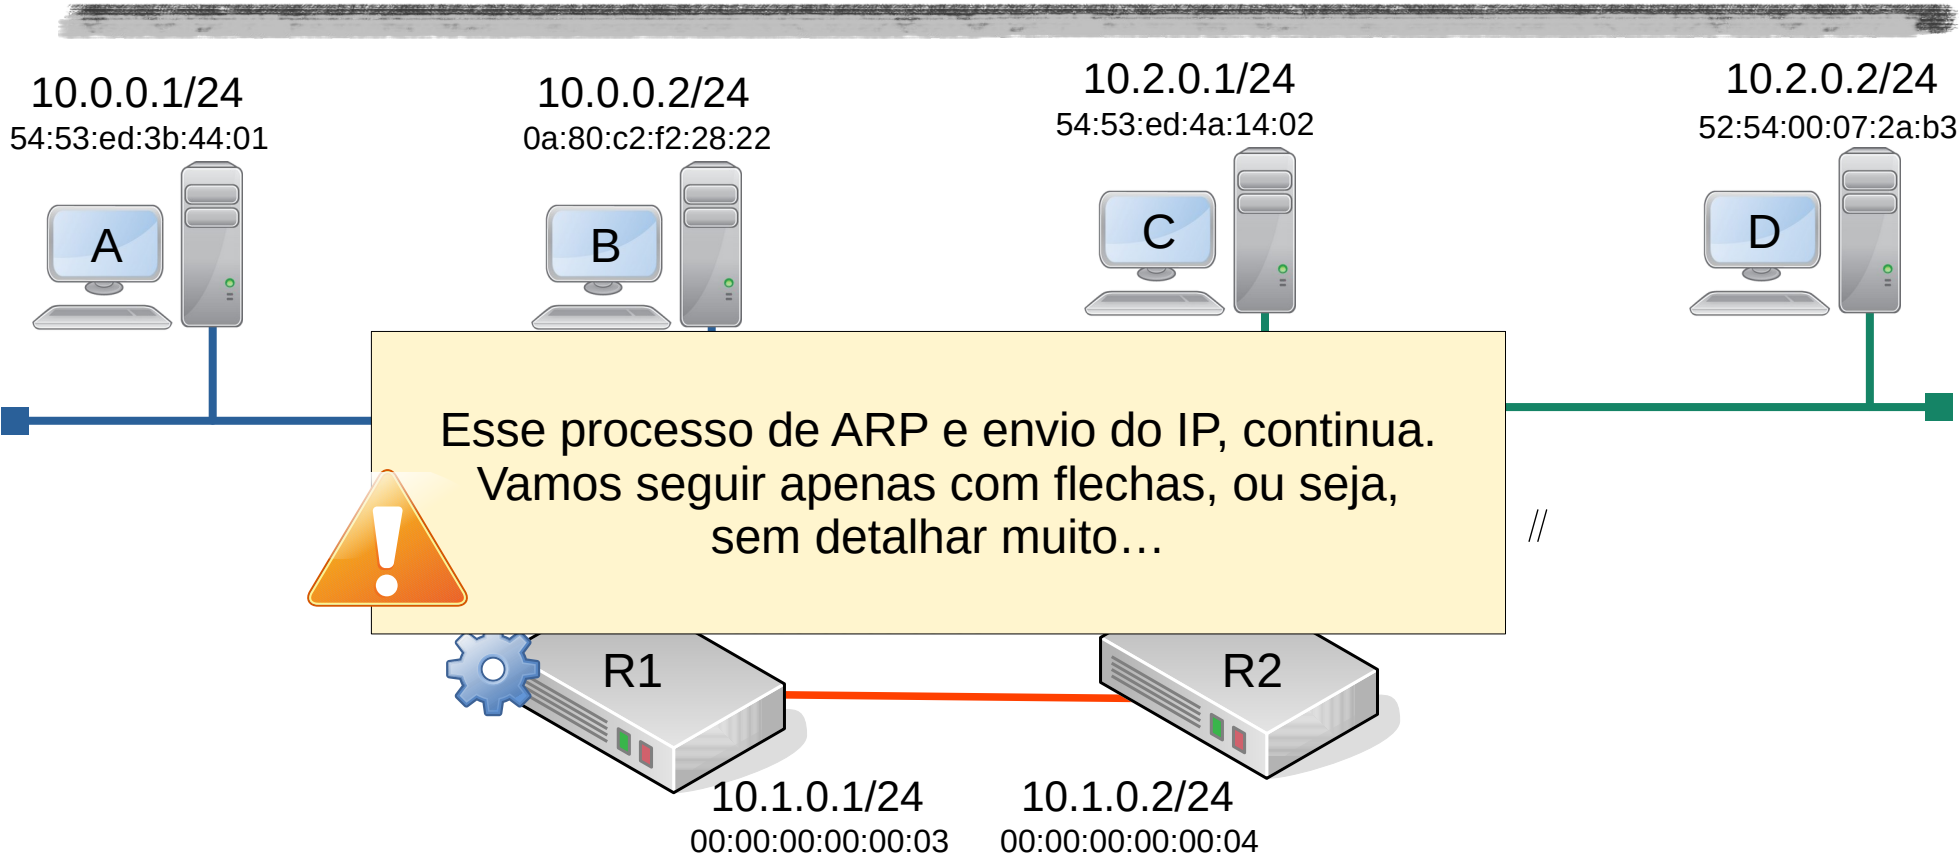 10.0.0.1/24
54:53:ed:3b:44:01
10.0.0.2/24
0a:80:c2:f2:28:22
10.2.0.1/24
54:53:ed:4a:14:02
10.2.0.2/24
52:54:00:07:2a:b3
A
B
C
D
Esse processo de ARP e envio do IP, continua.
Vamos seguir apenas com flechas, ou seja,
sem detalhar muito…
//
R1
R2
10.1.0.1/24
00:00:00:00:00:03
10.1.0.2/24
00:00:00:00:00:04